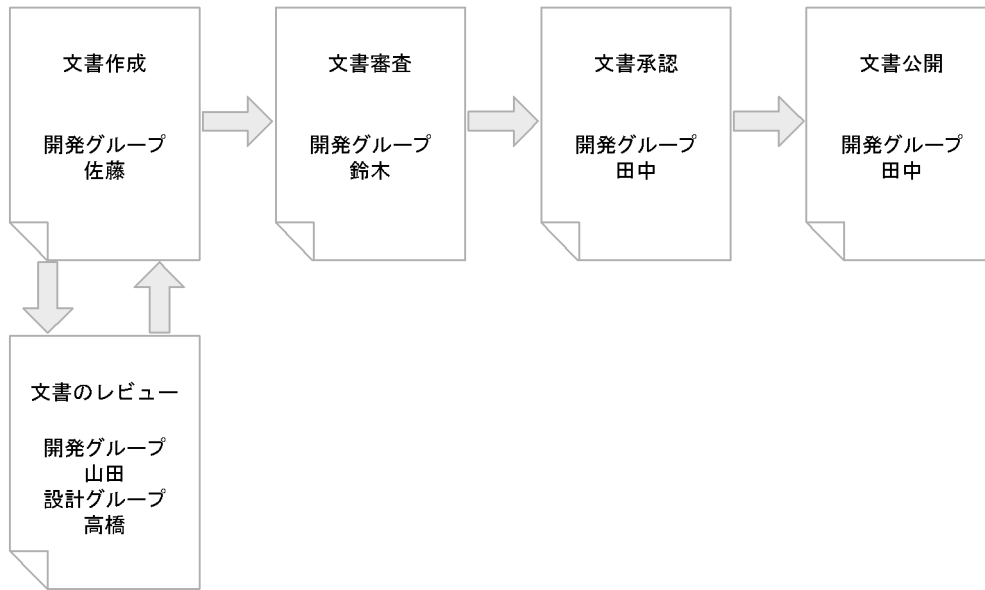 文書作成
開発グループ
佐藤
文書審査
開発グループ
鈴木
文書承認
開発グループ
田中
文書公開
開発グループ
田中
文書のレビュー
開発グループ
山田
設計グループ
高橋